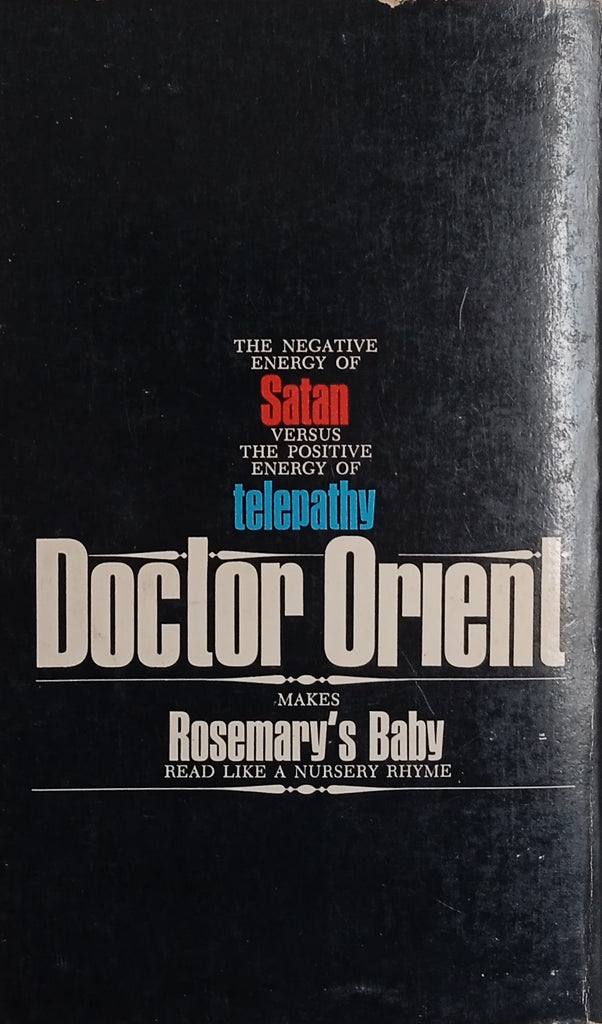 THE NEGATIVE
ENERGY OF
Satan
VERSUS
THE POSITIVE
ENERGY OF
telepathy
Doctor Orient
MAKES
Rosemary's Baby
READ LIKE A NURSERY RHYME